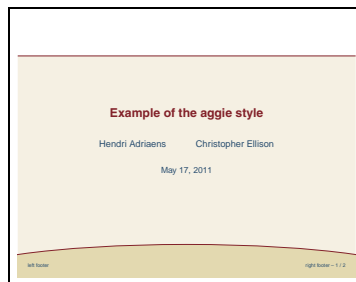 Example of the aggie style
Hendri Adriaens Christopher Ellison
May 17, 2011
left footer right footer – 1 / 2